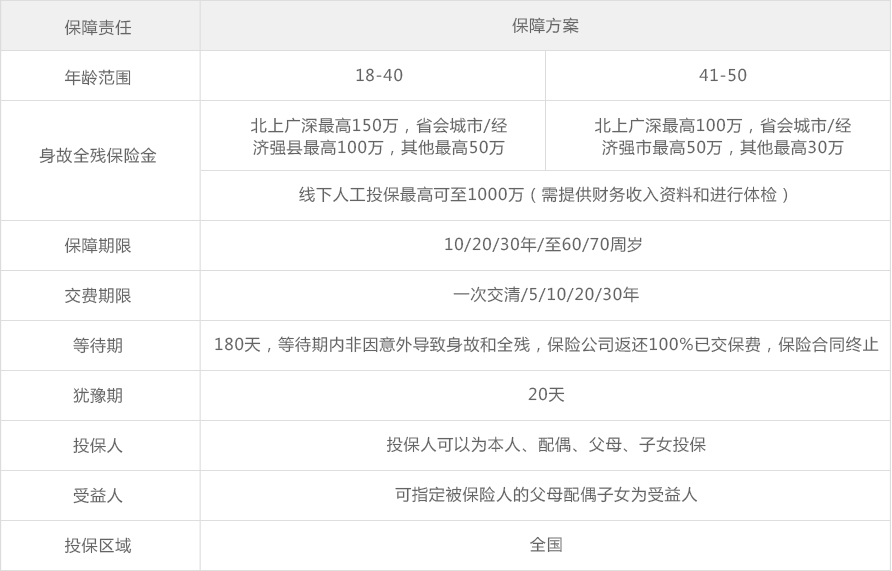 保障责任
保障方案
年龄范围
18-40
41-50
身故全残保险金
北上广深最高150万，省会城市/经
济强县最高100万，其他最高50万
北上广深最高100万，省会城市/经
济强市最高50万，其他最高30万
线下人工投保最高可至1000万（需提供财务收入资料和进行体检）
保障期限
10/20/30年/至60/70周岁
交费期限
一次交清/5/10/20/30年
等待期
180天，等待期内非因意外导致身故和全残，保险公司返还100%已交保费，保险合同终止
犹豫期
20天
投保人
投保人可以为本人、配偶、父母、子女投保
受益人
可指定被保险人的父母配偶子女为受益人
投保区域
全国